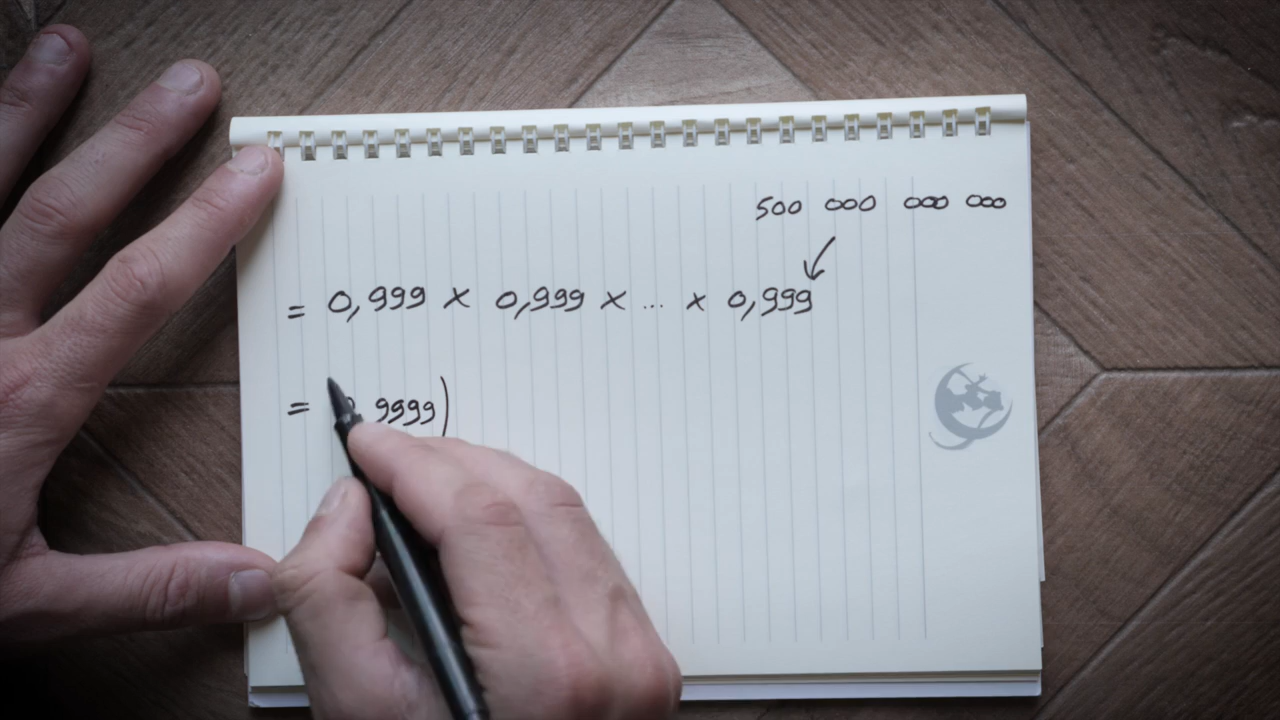 500 000 000 000
= 0,999 × 0,999 × ... × 0,999
= 9999)